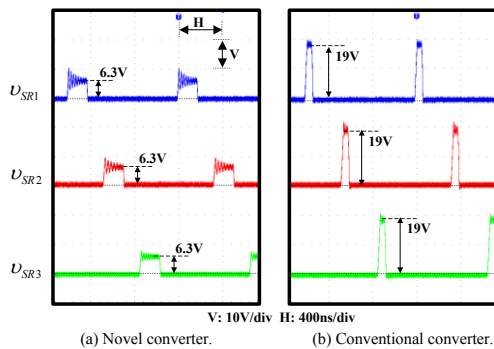 H
V
6.3V
19V
υSR1
6.3V
19V
υSR2
6.3V
19V
υSR3
V: 10V/div H: 400ns/div
(a) Novel converter.
(b) Conventional converter.